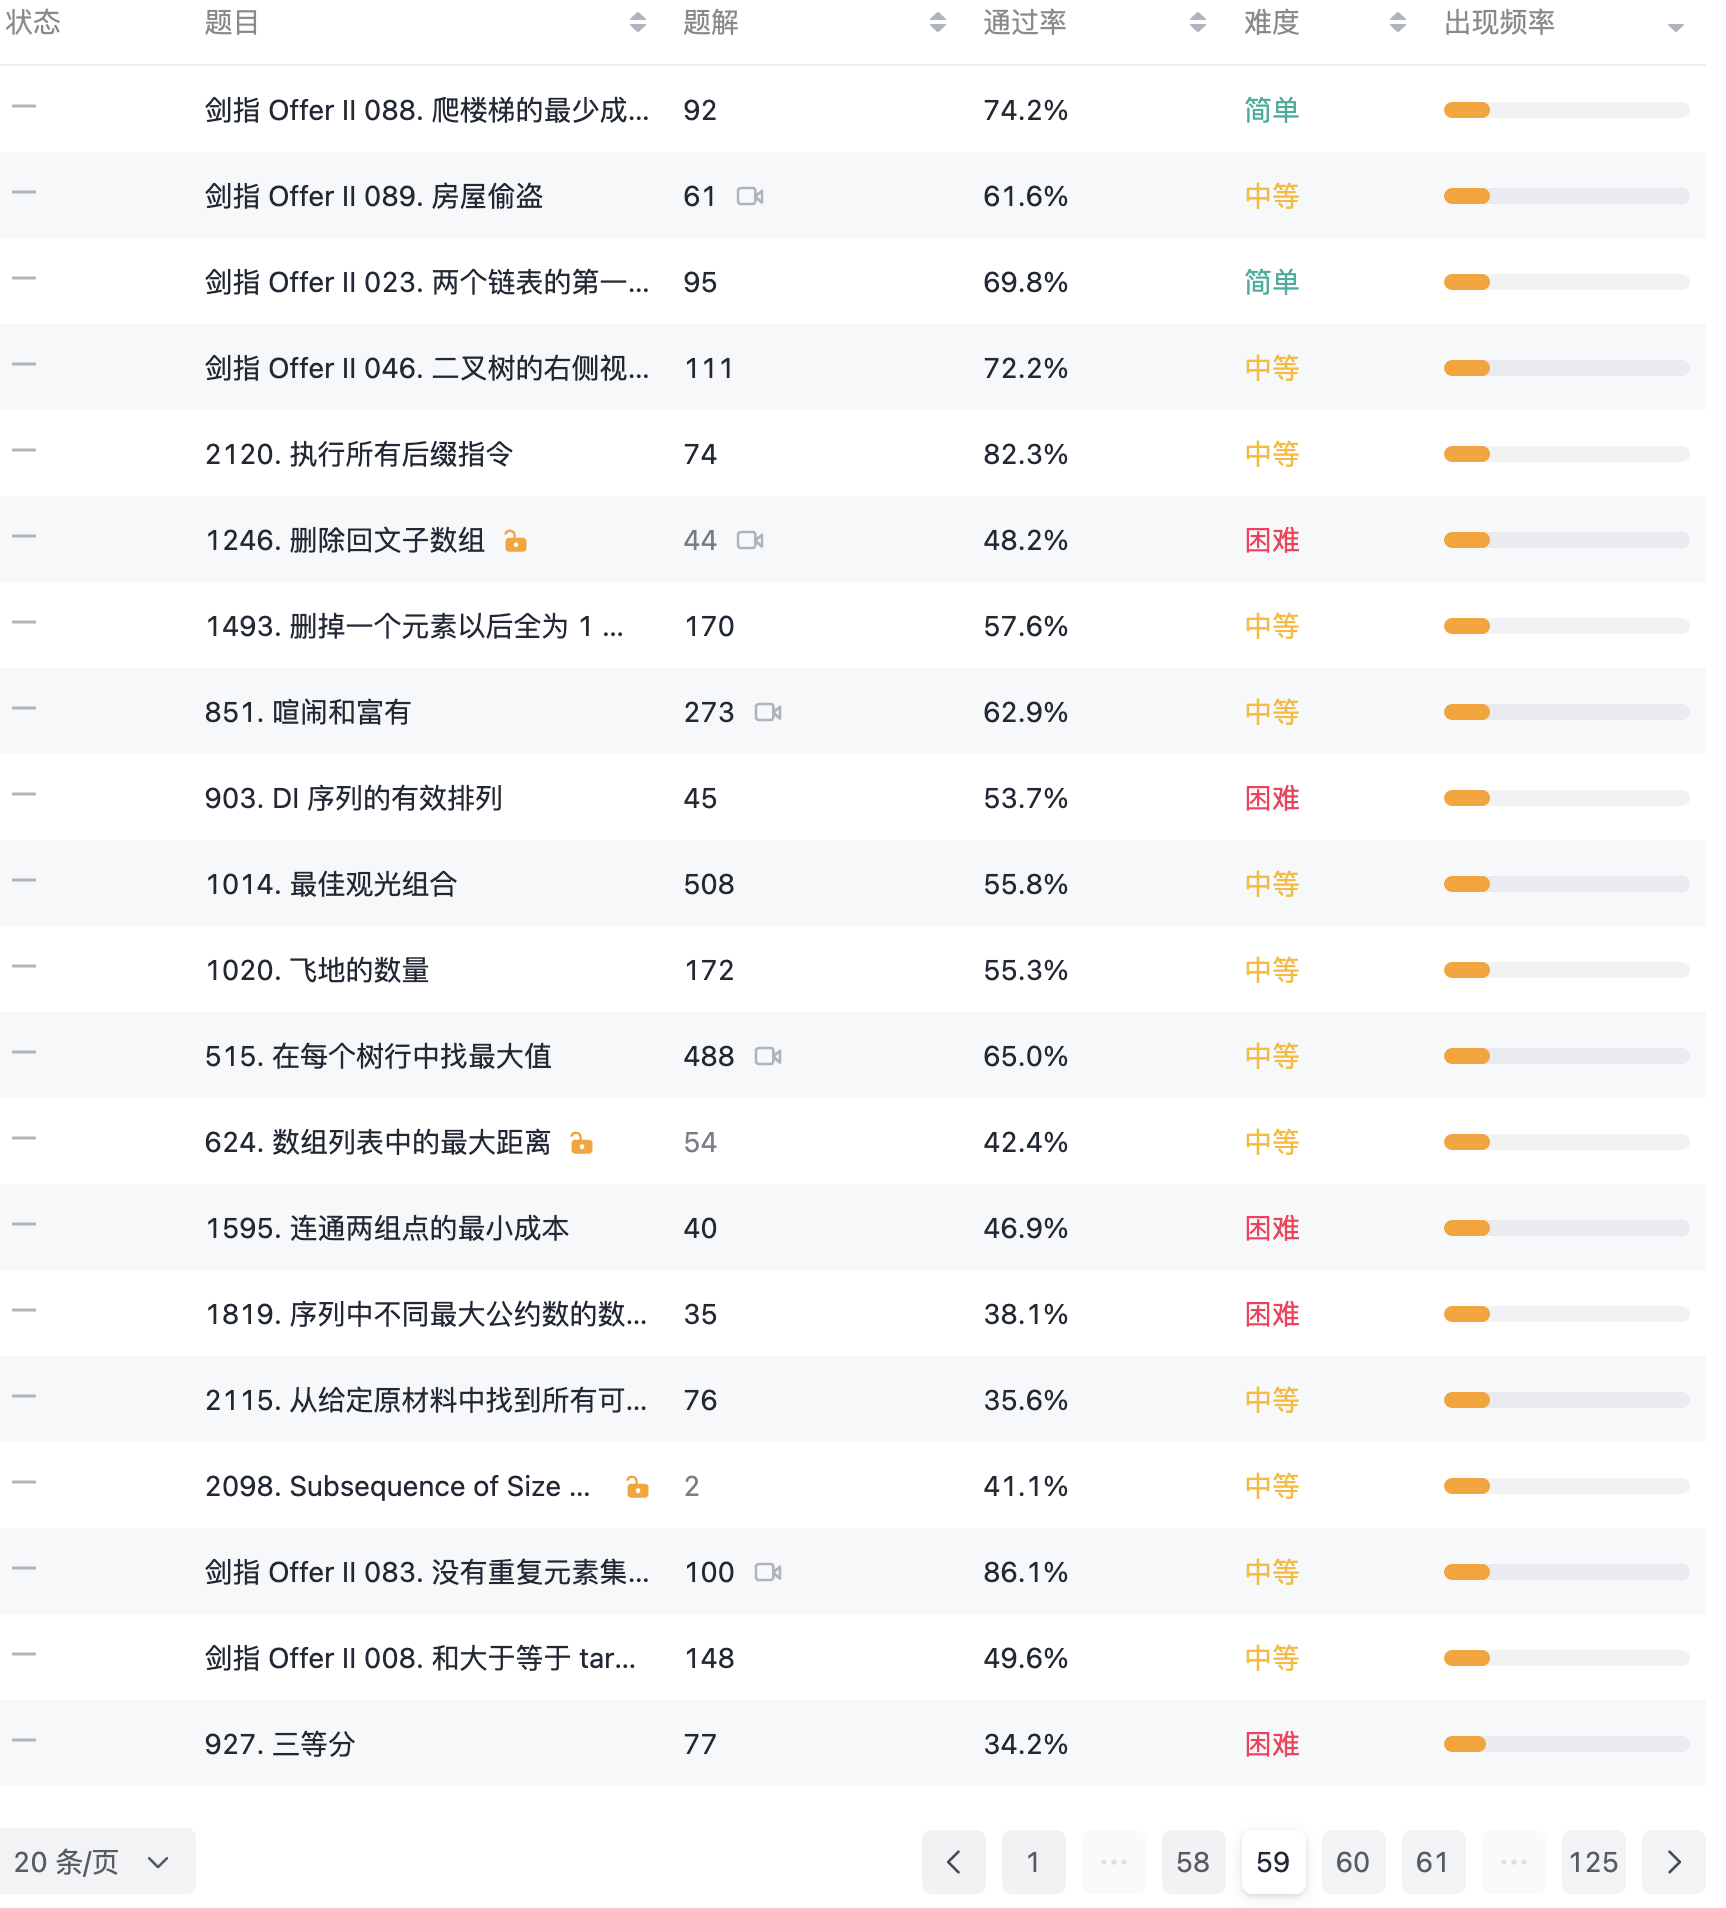 状态 题目 题解 通过率 难度 出现频率
剑指 Offer II 088. 爬楼梯的最少成... 92 74.2% 简单
剑指 Offer II 089. 房屋偷盗 61 61.6% 中等
剑指 Offer II 023. 两个链表的第一... 95 69.8% 简单
剑指 Offer II 046. 二叉树的右侧视... 111 72.2% 中等
2120. 执行所有后缀指令 74 82.3% 中等
1246. 删除回文子数组 44 48.2% 困难
1493. 删掉一个元素以后全为 1 ... 170 57.6% 中等
851. 喧闹和富有 273 62.9% 中等
903. DI 序列的有效排列 45 53.7% 困难
1014. 最佳观光组合 508 55.8% 中等
1020. 飞地的数量 172 55.3% 中等
515. 在每个树行中找最大值 488 65.0% 中等
624. 数组列表中的最大距离 54 42.4% 中等
1595. 连通两组点的最小成本 40 46.9% 困难
1819. 序列中不同最大公约数的数... 35 38.1% 困难
2115. 从给定原材料中找到所有可... 76 35.6% 中等
2098. Subsequence of Size ... 2 41.1% 中等
剑指 Offer II 083. 没有重复元素集... 100 86.1% 中等
剑指 Offer II 008. 和大于等于 tar... 148 49.6% 中等
927. 三等分 77 34.2% 困难
20 条/页 1 ... 58 59 60 61 ... 125